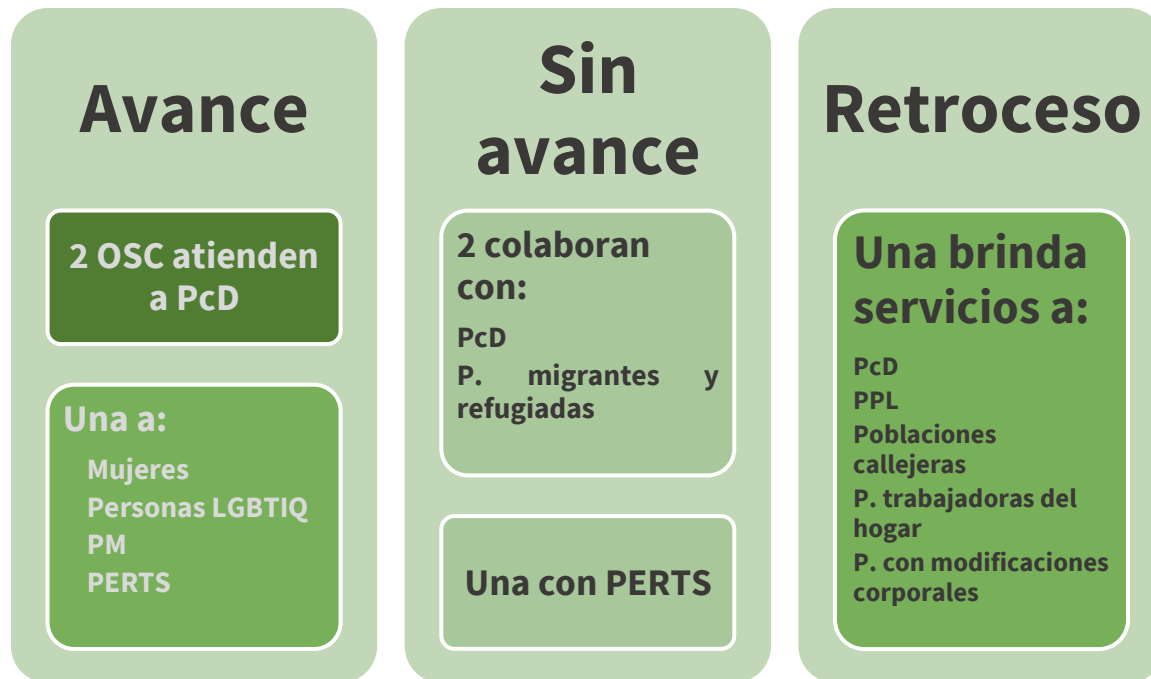 Avance
2 OSC atienden
a PcD
Una a:
Mujeres
Personas LGBTIQ
PM
PERTS
Sin
avance
2 colaboran
con:
PcD
P. migrantes y
refugiadas
Una con PERTS
Retroceso
Una brinda
servicios a:
PcD
PPL
Poblaciones
callejeras
P. trabajadoras del
hogar
P. con modificaciones
corporales